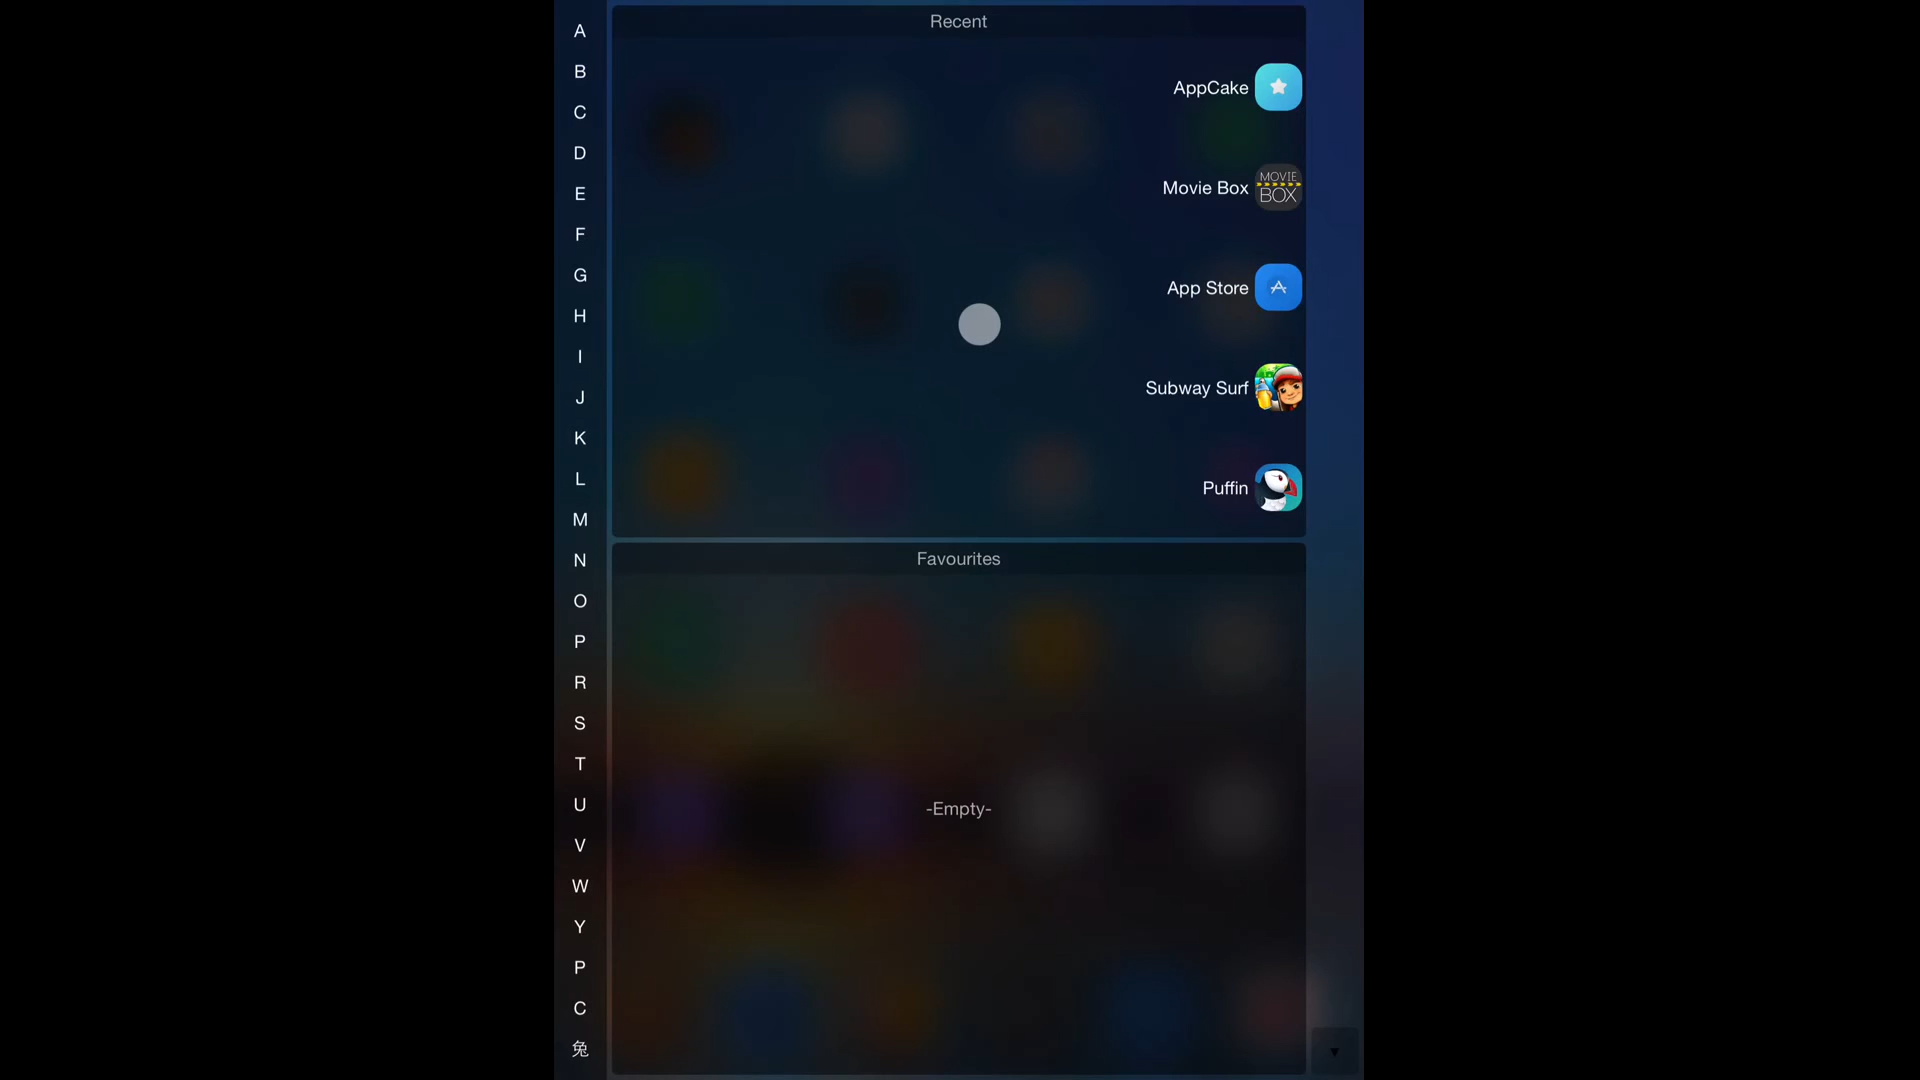 A
B
C
D
E
F
G
H
I
J
K
L
M
N
O
P
R
S
T
U
V
W
Y
P
C
兔
Recent
AppCake
Movie Box
MOVIE
BOX
App Store
Subway Surf
Puffin
Favourites
-Empty-